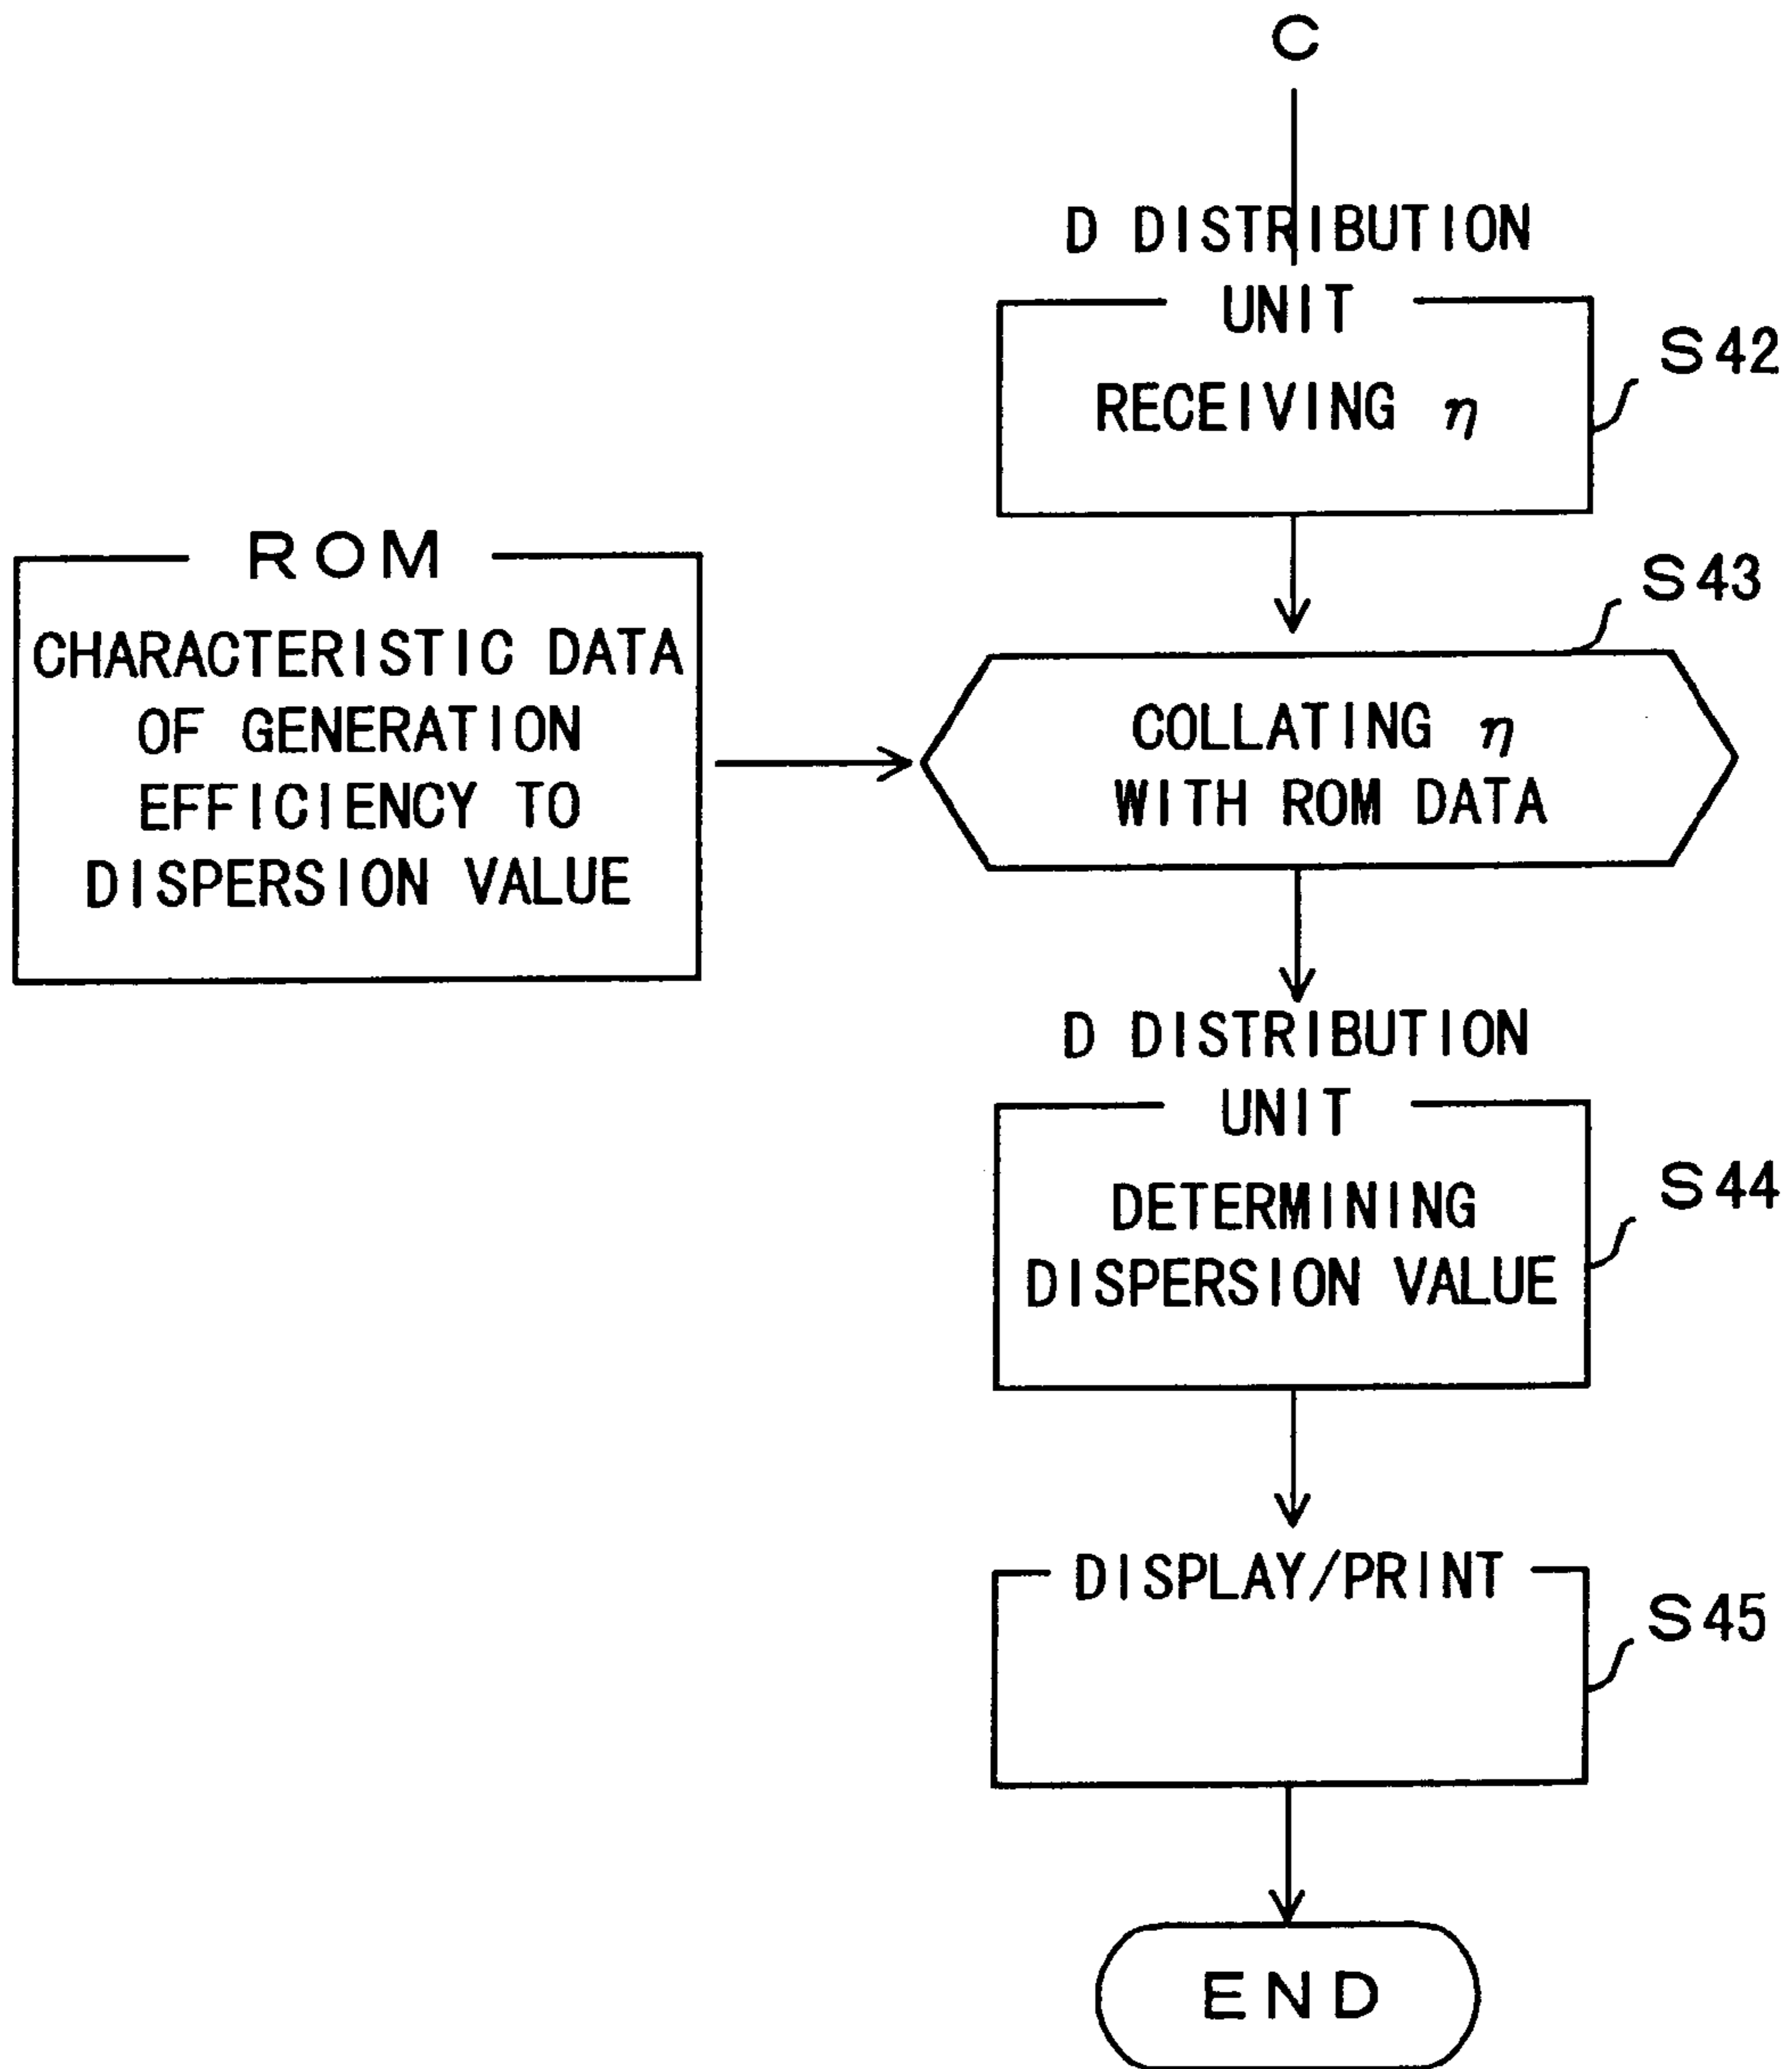 C
D DISTRIBUTION
UNIT
RECEIVING η
S42
ROM
CHARACTERISTIC DATA
OF GENERATION
EFFICIENCY TO
DISPERSION VALUE
S43
COLLATING η
WITH ROM DATA
D DISTRIBUTION
UNIT
DETERMINING
DISPERSION VALUE
S44
DISPLAY/PRINT
S45
END